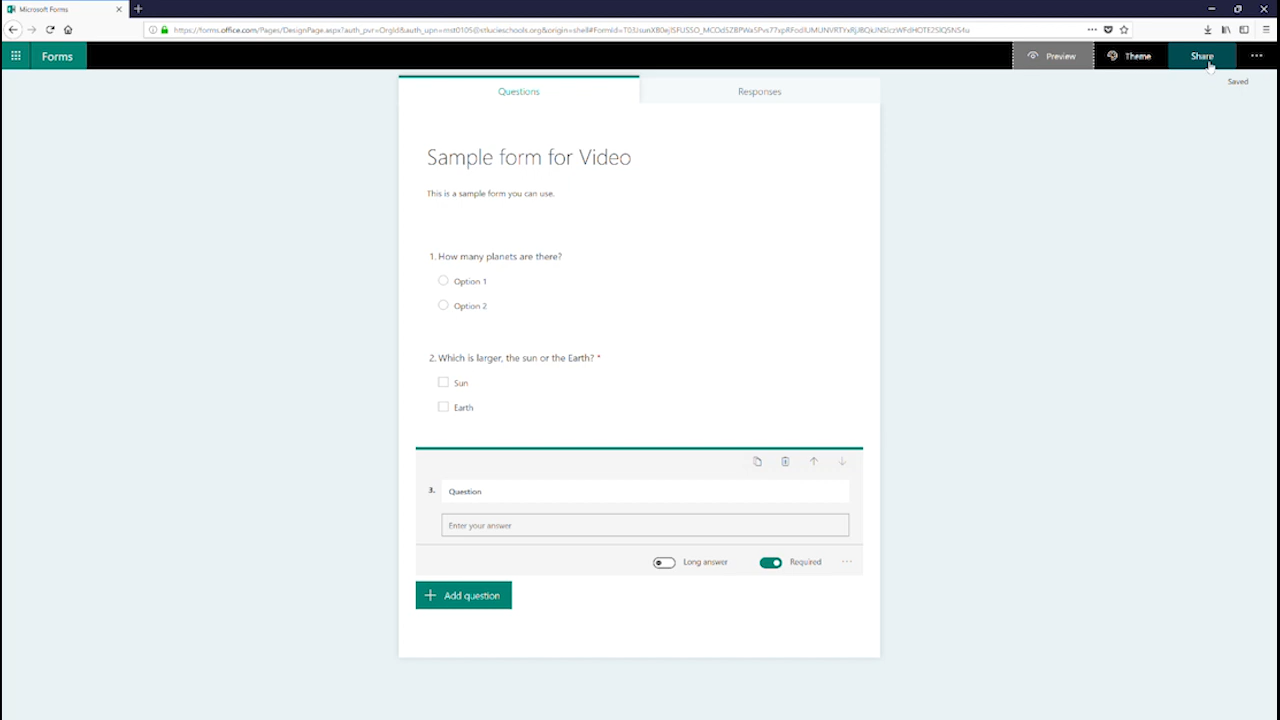 Microsoft Forms
Forms
Preview
Theme
Share
Saved
Questions
Responses
Sample form for Video
This is a sample form you can use.
1. How many planets are there?
Option 1
Option 2
2. Which is larger, the sun or the Earth? *
Sun
Earth
3. Question
Enter your answer
Long answer
Required
Add question